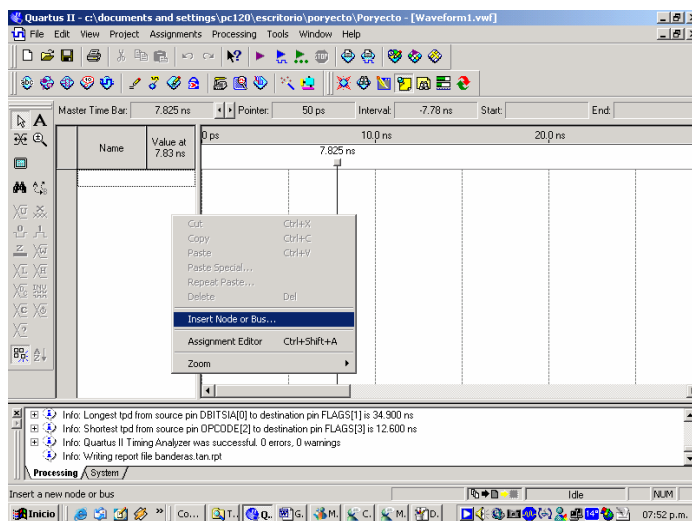 Quartus II - c:\documents and settings\pc120\escritorio\poryecto\Poryecto - [Waveform1.vwf]
File Edit View Project Assignments Processing Tools Window Help
Master Time Bar: 7.825 ns Pointer: 50 ps Interval: -7.78 ns Start: End:
A
Name
Value at
7.83 ns
0 ps 10.0 ns 20.0 ns
7.825 ns
Cut Ctrl+X
Copy Ctrl+C
Paste Ctrl+V
Paste Special...
Repeat Paste...
Delete Del
Insert Node or Bus...
Assignment Editor Ctrl+Shift+A
Zoom
Info: Longest tpd from source pin DBITSIA[0] to destination pin FLAGS[1] is 34.900 ns
Info: Shortest tpd from source pin OPCODE[2] to destination pin FLAGS[3] is 12.600 ns
Info: Quartus II Timing Analyzer was successful. 0 errors, 0 warnings
Info: Writing report file banderas.tan.rpt
Processing System
Insert a new node or bus Idle NUM
Inicio » Co... T.. Q.. G.. M. C.. M. D.. 14° 07:52 p.m.